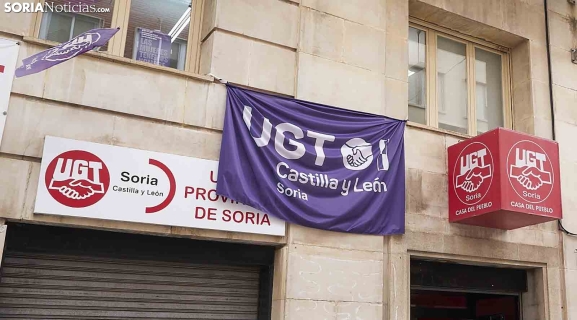 SORIANoticias.com
UGT
Soria
Castilla y León
U
PROVI
DE SORIA
UGT
Castilla y León
Soria
UGT
Soria
CASA DEL PUEBLO
UGT
Soria
CASA DEL PUEBLO